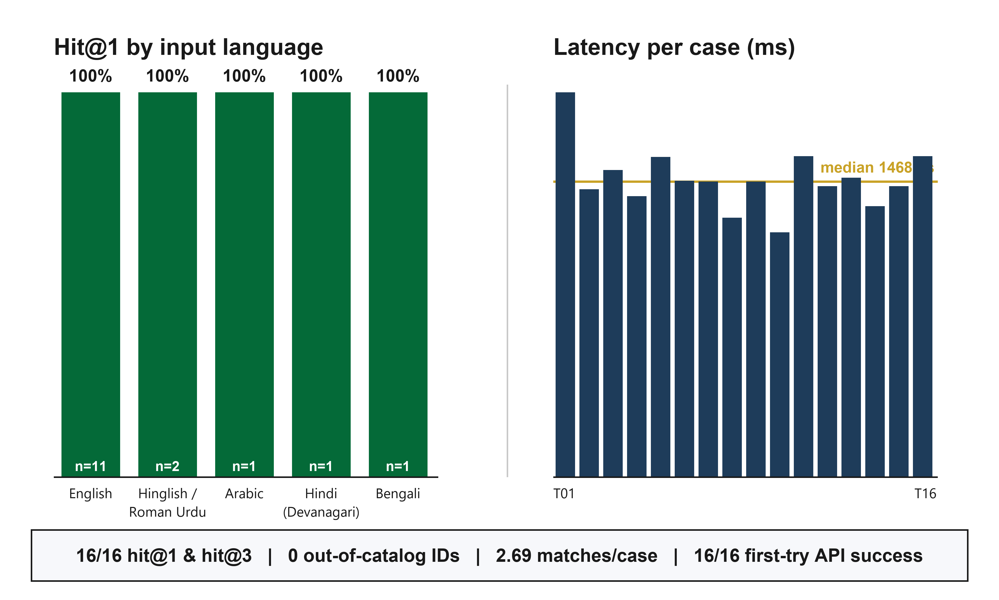 Hit@1 by input language
100% 100% 100% 100% 100%
n=11 n=2 n=1 n=1 n=1
English Hinglish / Arabic Hindi Bengali
Roman Urdu (Devanagari)
Latency per case (ms)
median 1468
T01 T16
16/16 hit@1 & hit@3 | 0 out-of-catalog IDs | 2.69 matches/case | 16/16 first-try API success